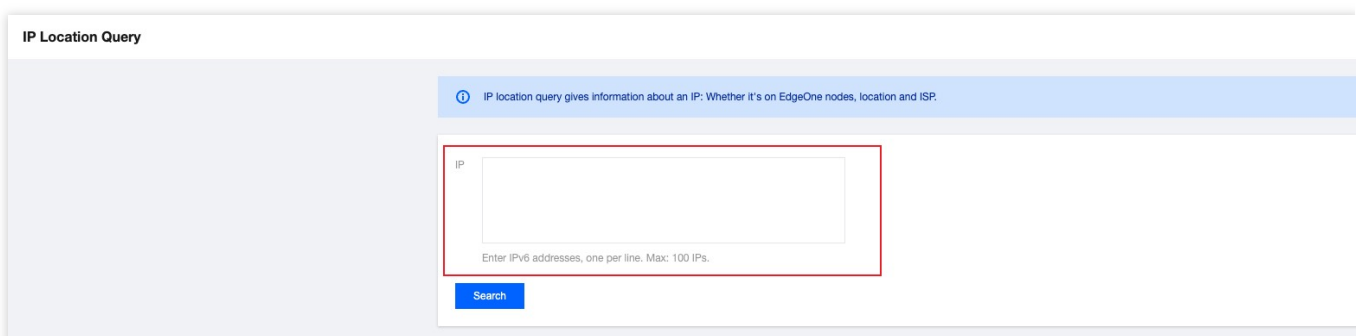 IP Location Query
IP location query gives information about an IP: Whether it's on EdgeOne nodes, location and ISP.
IP
Enter IPv6 addresses, one per line. Max: 100 IPs.
Search